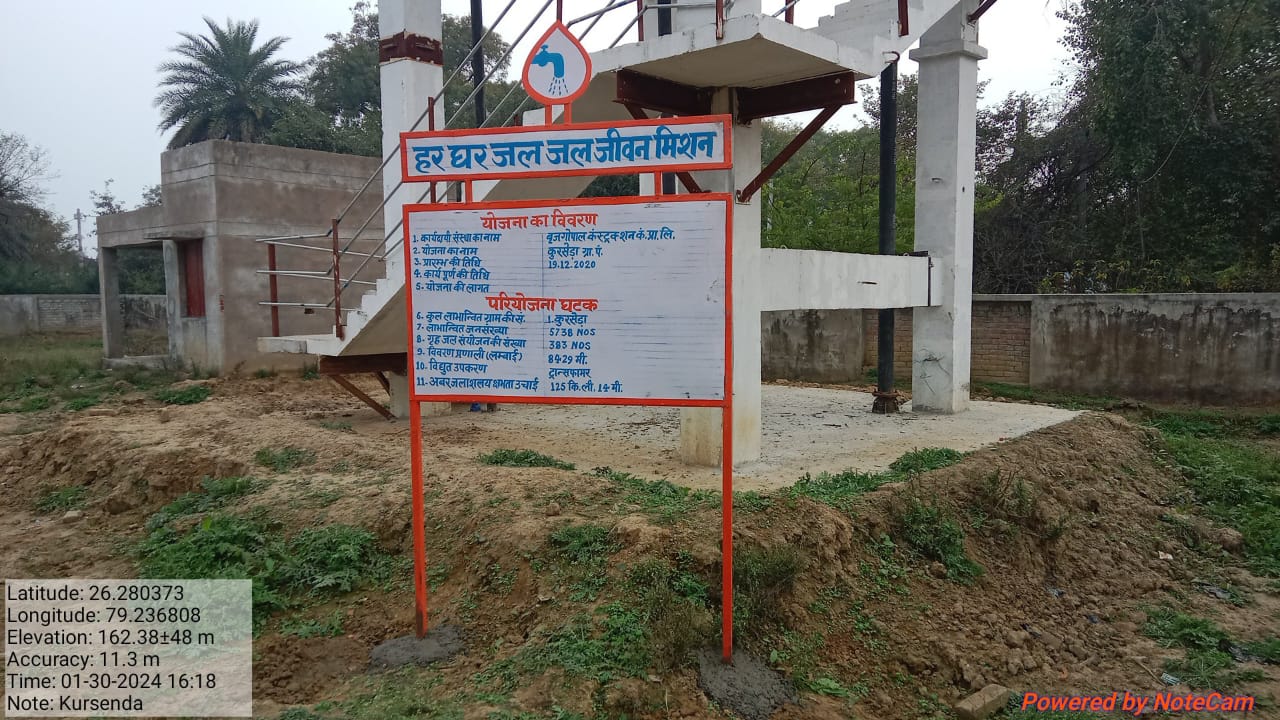 हर घर जल जल जीवन मिशन
योजना का विवरण
1. कार्यदायी संस्था का नाम बृजगोपाल कंस्ट्रक्शन कं.प्रा.लि.
2. योजना का नाम कुरसेंडा ग्रा.पं.
3. प्रारम्भ की तिथि 19.12.2020
4. कार्य पूर्ण की तिथि
5- योजना की लागत
परियोजना घटक
6. कुल लाभान्वित ग्राम की सं. 1. कुरसेंडा
7- लाभान्वित जनसंख्या 5738 NOS
8- गृह जल संयोजन की संख्या 383 NOS
9. विवरण प्रणाली (लम्बाई) 8429 मी.
10. विद्युत उपकरण ट्रान्सफामर
11- अवर जलाशलय क्षमता उचाई 125 कि.ली. 14 मी.
Latitude: 26.280373
Longitude: 79.236808
Elevation: 162.38±48 m
Accuracy: 11.3 m
Time: 01-30-2024 16:18
Note: Kursenda
Powered by NoteCam